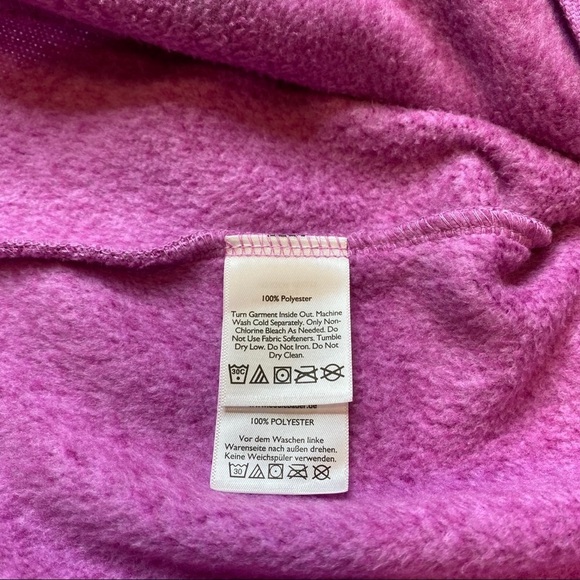 100% Polyester
Turn Garment Inside Out. Machine
Wash Cold Separately. Only Non-
Chlorine Bleach As Needed. Do
Not Use Fabric Softeners. Tumble
Dry Low. Do Not Iron. Do Not
Dry Clean.
30C
100% POLYESTER
Vor dem Waschen linke
Warenseite nach außen drehen.
Keine Weichspüler verwenden.
30